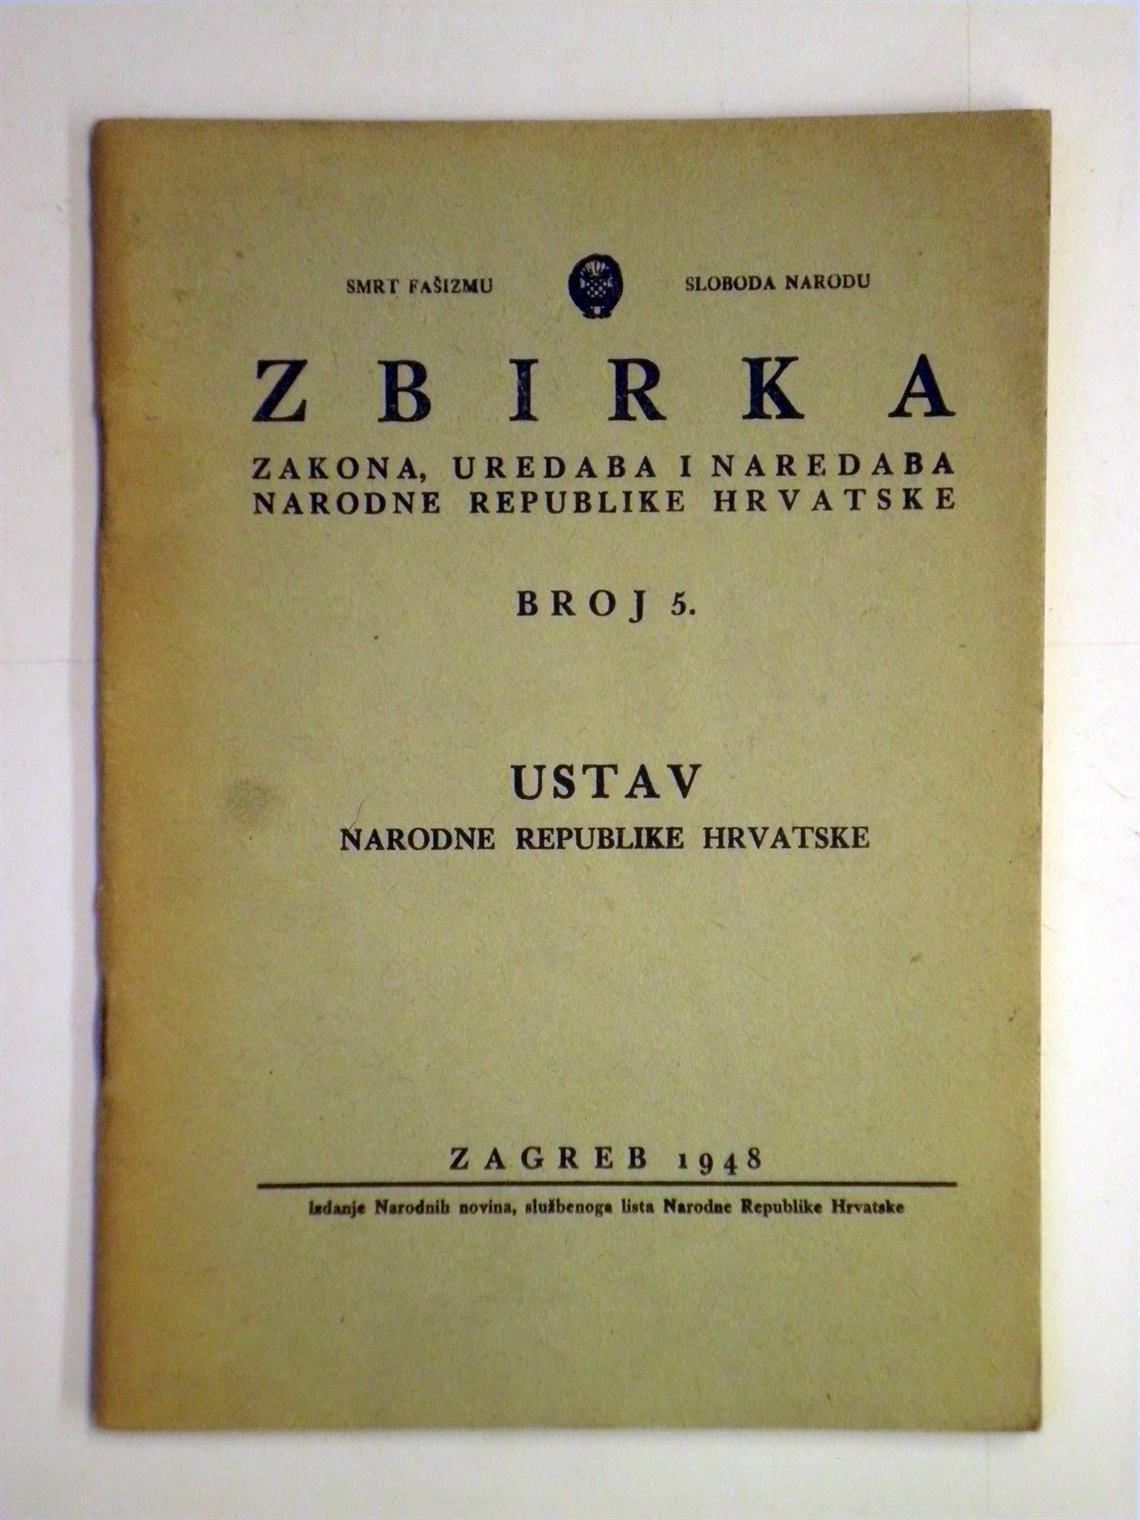 SMRT FAŠIZMU SLOBODA NARODU
ZBIRKA
ZAKONA, UREDABA I NAREDABA
NARODNE REPUBLIKE HRVATSKE
BROJ 5.
USTAV
NARODNE REPUBLIKE HRVATSKE
ZAGREB 1948
Izdanje Narodnih novina, službenoga lista Narodne Republike Hrvatske